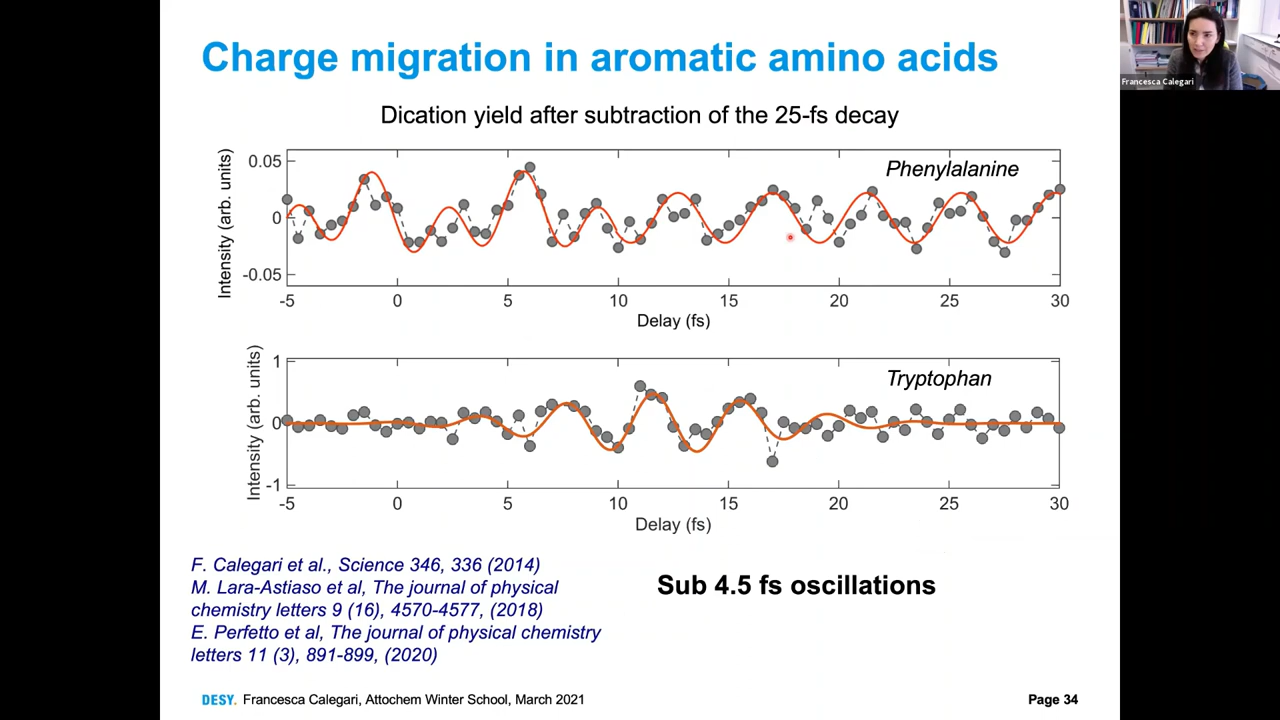 Charge migration in aromatic amino acids
Francesca Calegari
Dication yield after subtraction of the 25-fs decay
Intensity (arb. units)
0.05
0
-0.05
Phenylalanine
-5 0 5 10 15 20 25 30
Delay (fs)
Intensity (arb. units)
1
0
-1
Tryptophan
-5 0 5 10 15 20 25 30
Delay (fs)
F. Calegari et al., Science 346, 336 (2014)
M. Lara-Astiaso et al, The journal of physical
chemistry letters 9 (16), 4570-4577, (2018)
E. Perfetto et al, The journal of physical chemistry
letters 11 (3), 891-899, (2020)
Sub 4.5 fs oscillations
DESY. Francesca Calegari, Attochem Winter School, March 2021
Page 34